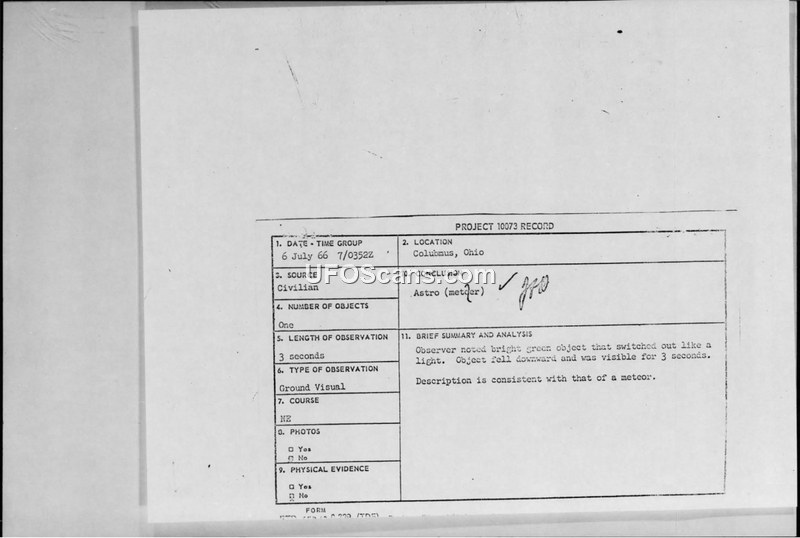 PROJECT 10073 RECORD
1. DATE - TIME GROUP
6 July 66 7/0352Z
2. LOCATION
Colubmus, Ohio
3. SOURCE
Civilian
10. CONCLUSION
Astro (meteer) ✓
4. NUMBER OF OBJECTS
One
5. LENGTH OF OBSERVATION
3 seconds
6. TYPE OF OBSERVATION
Ground Visual
7. COURSE
NE
8. PHOTOS
□ Yes
□ No
9. PHYSICAL EVIDENCE
□ Yes
□ No
11. BRIEF SUMMARY AND ANALYSIS
Observer noted bright green object that switched out like a
light. Object fell downward and was visible for 3 seconds.
Description is consistent with that of a meteor.
FORM
UFOScans.com